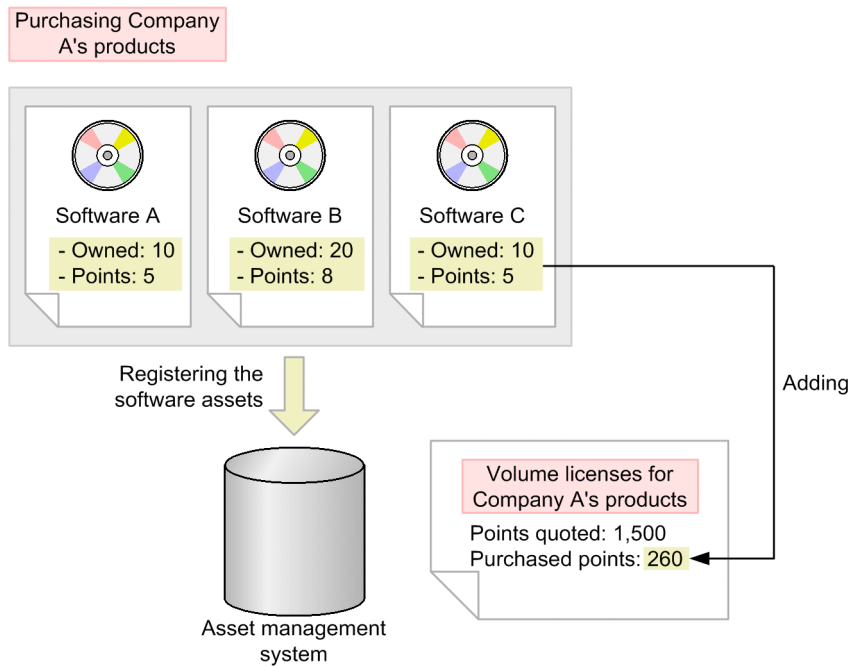 Purchasing Company
A's products
Software A
- Owned: 10
- Points: 5
Software B
- Owned: 20
- Points: 8
Software C
- Owned: 10
- Points: 5
Registering the
software assets
Adding
Asset management
system
Volume licenses for
Company A's products
Points quoted: 1,500
Purchased points: 260